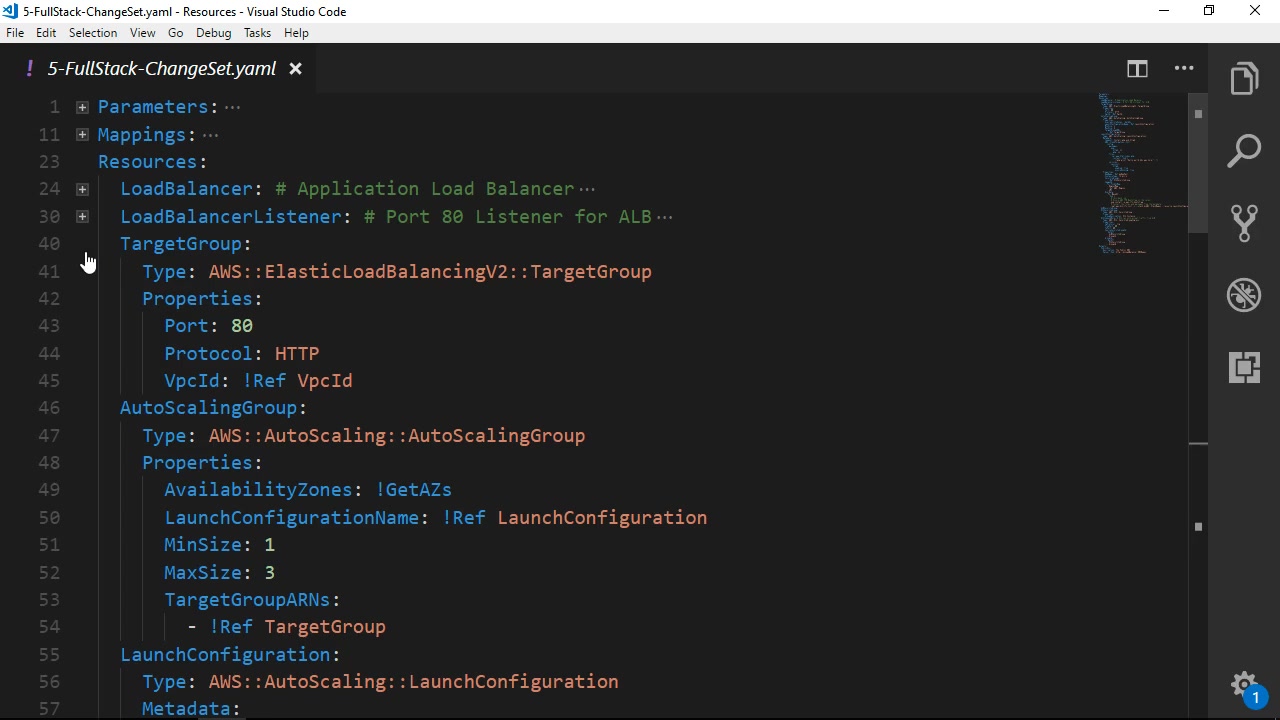 5-FullStack-ChangeSet.yaml - Resources - Visual Studio Code
File Edit Selection View Go Debug Tasks Help
! 5-FullStack-ChangeSet.yaml ×
1 Parameters: ···
11 Mappings: ···
23 Resources:
24 LoadBalancer: # Application Load Balancer ···
30 LoadBalancerListener: # Port 80 Listener for ALB ···
40 TargetGroup:
41 Type: AWS::ElasticLoadBalancingV2::TargetGroup
42 Properties:
43 Port: 80
44 Protocol: HTTP
45 VpcId: !Ref VpcId
46 AutoScalingGroup:
47 Type: AWS::AutoScaling::AutoScalingGroup
48 Properties:
49 AvailabilityZones: !GetAZs
50 LaunchConfigurationName: !Ref LaunchConfiguration
51 MinSize: 1
52 MaxSize: 3
53 TargetGroupARNs:
54 - !Ref TargetGroup
55 LaunchConfiguration:
56 Type: AWS::AutoScaling::LaunchConfiguration
57 Metadata:
1